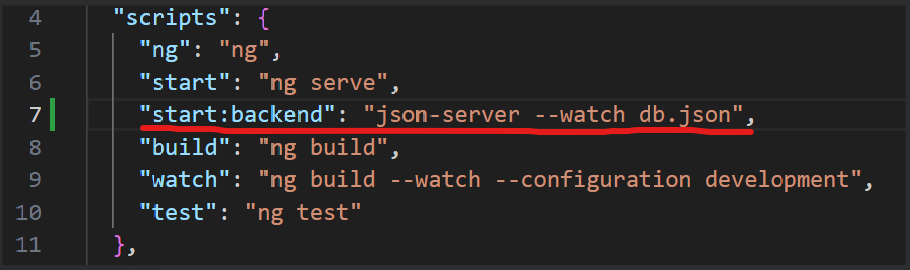 4 "scripts": {
5 "ng": "ng",
6 "start": "ng serve",
7 "start:backend": "json-server --watch db.json",
8 "build": "ng build",
9 "watch": "ng build --watch --configuration development",
10 "test": "ng test"
11 },